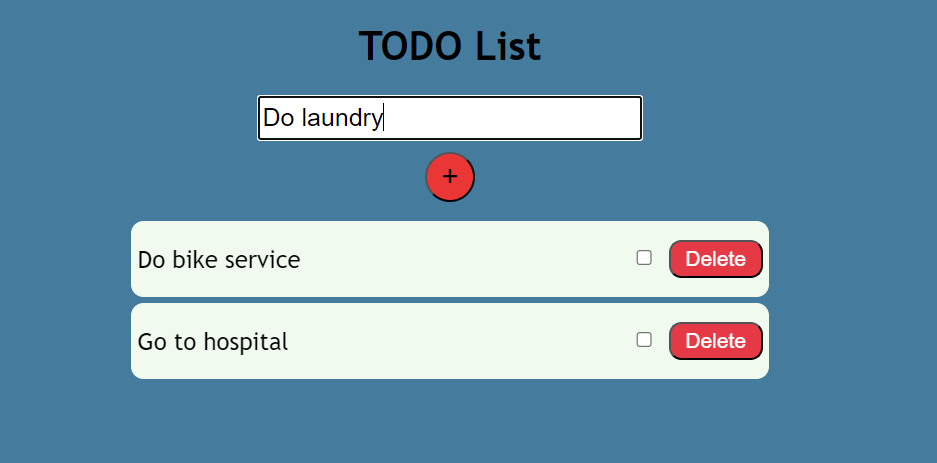 TODO List
Do laundry
+
Do bike service Delete
Go to hospital Delete